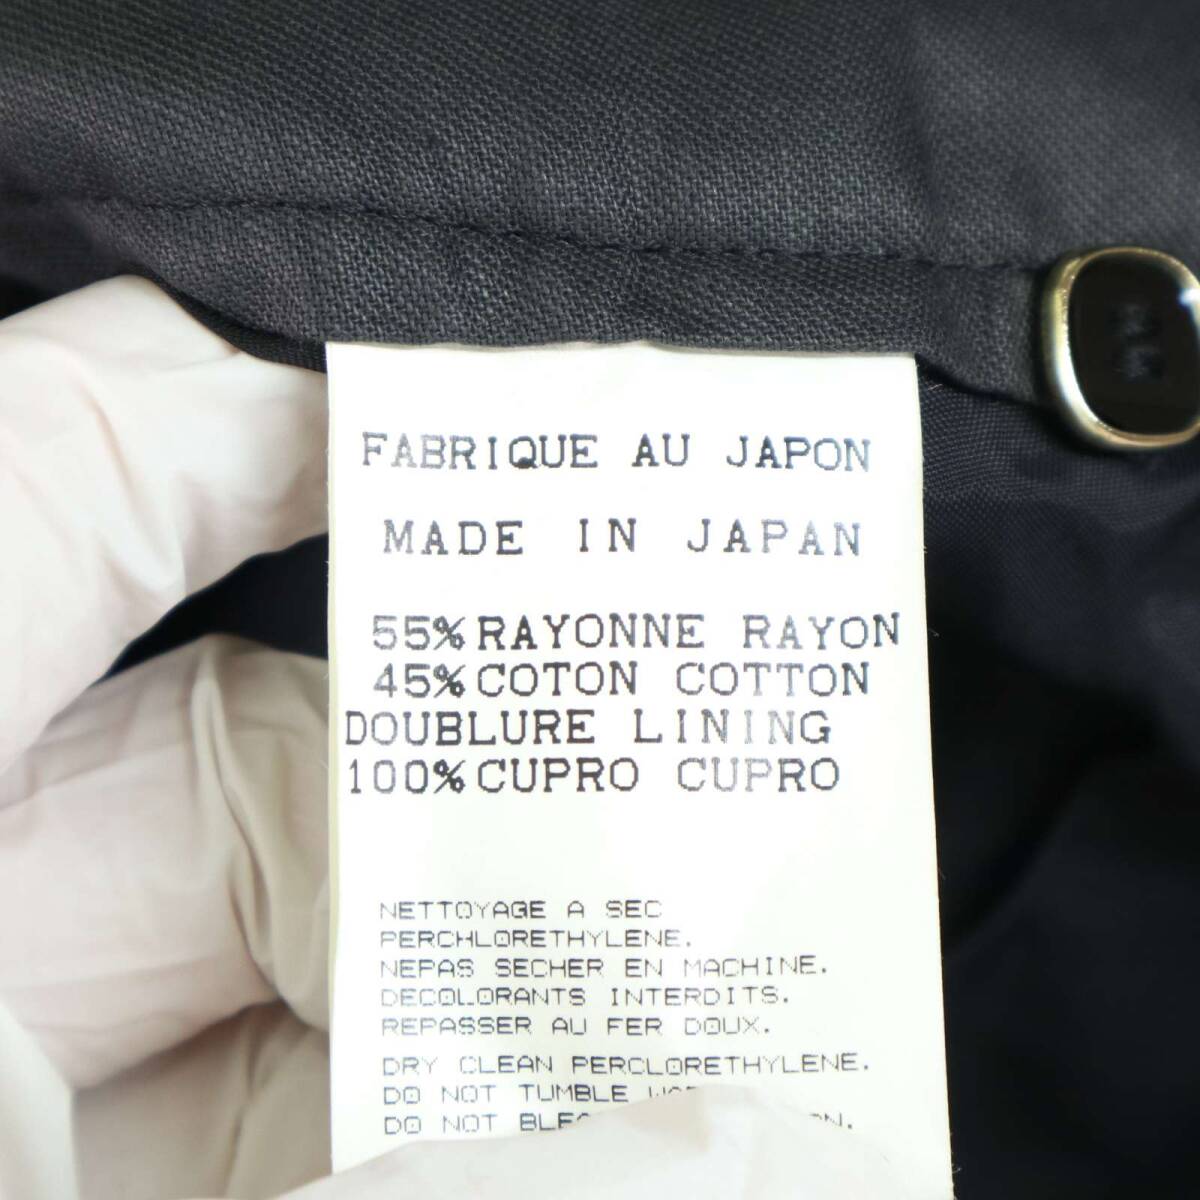 FABRIQUE AU JAPON
MADE IN JAPAN
55% RAYONNE RAYON
45% COTON COTTON
DOUBLURE LINING
100% CUPRO CUPRO
NETTOYAGE A SEC
PERCHLORETHYLENE.
NEPAS SECHER EN MACHINE.
DECOLORANTS INTERDITS.
REPASSER AU FER DOUX.
DRY CLEAN PERCLORETHYLENE.
DO NOT TUMBLE
DO NOT